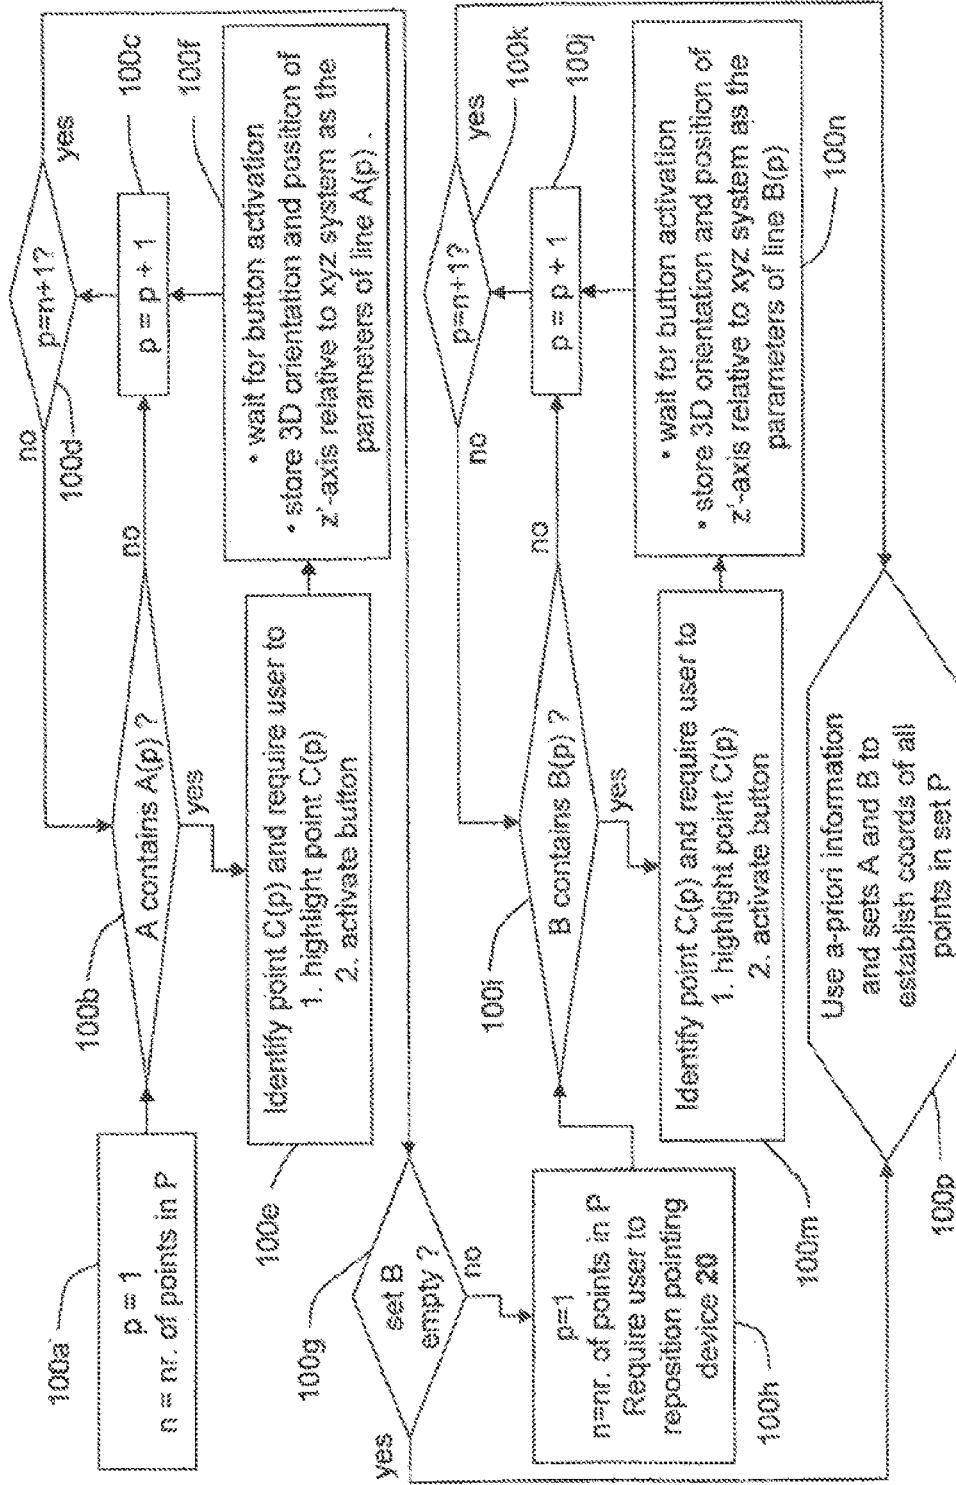 100a
p = 1
n = nr. of points in P
100b
A contains A(p) ?
no
yes
100c
p = p + 1
100d
p=n+1?
no
yes
100e
Identify point C(p) and require user to
1. highlight point C(p)
2. activate button
100f
• wait for button activation
• store 3D orientation and position of
z'-axis relative to xyz system as the
parameters of line A(p) .
100g
set B
empty ?
yes
no
100h
p=1
n=nr. of points in P
Require user to
reposition pointing
device 20
100i
B contains B(p) ?
no
yes
100j
p = p + 1
100k
p=n+1?
no
yes
100m
Identify point C(p) and require user to
1. highlight point C(p)
2. activate button
100n
• wait for button activation
• store 3D orientation and position of
z'-axis relative to xyz system as the
parameters of line B(p)
100p
Use a-priori information
and sets A and B to
establish coords of all
points in set P